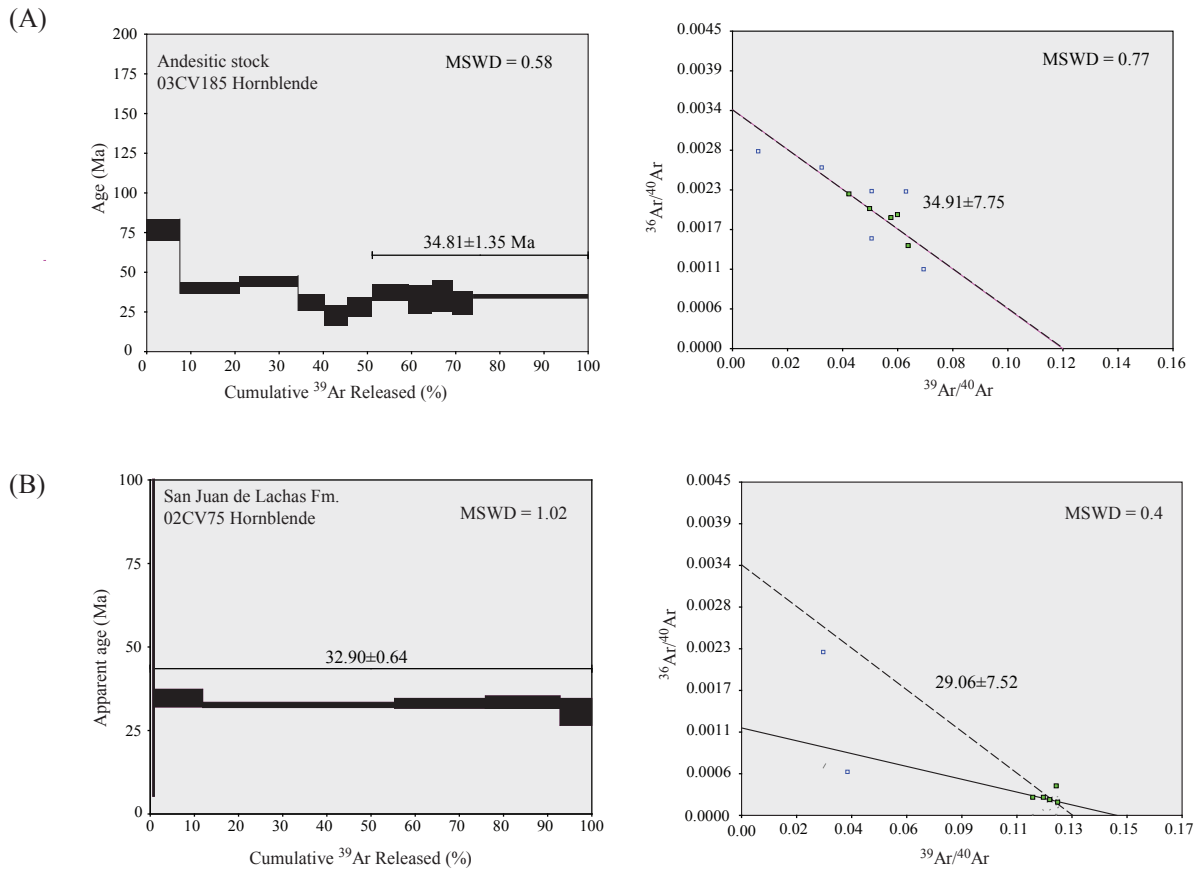 (A)
Andesitic stock
03CV185 Hornblende
MSWD = 0.58
34.81±1.35 Ma
Age (Ma)
200
175
150
125
100
75
50
25
0
0 10 20 30 40 50 60 70 80 90 100
Cumulative ³⁹Ar Released (%)
MSWD = 0.77
34.91±7.75
³⁶Ar/⁴⁰Ar
0.0045
0.0039
0.0034
0.0028
0.0023
0.0017
0.0011
0.0006
0.0000
0.00 0.02 0.04 0.06 0.08 0.10 0.12 0.14 0.16
³⁹Ar/⁴⁰Ar
(B)
San Juan de Lachas Fm.
02CV75 Hornblende
MSWD = 1.02
32.90±0.64
Apparent age (Ma)
100
75
50
25
0
0 10 20 30 40 50 60 70 80 90 100
Cumulative ³⁹Ar Released (%)
MSWD = 0.4
29.06±7.52
³⁶Ar/⁴⁰Ar
0.0045
0.0039
0.0034
0.0028
0.0023
0.0017
0.0011
0.0006
0.0000
0.00 0.02 0.04 0.06 0.09 0.11 0.13 0.15 0.17
³⁹Ar/⁴⁰Ar